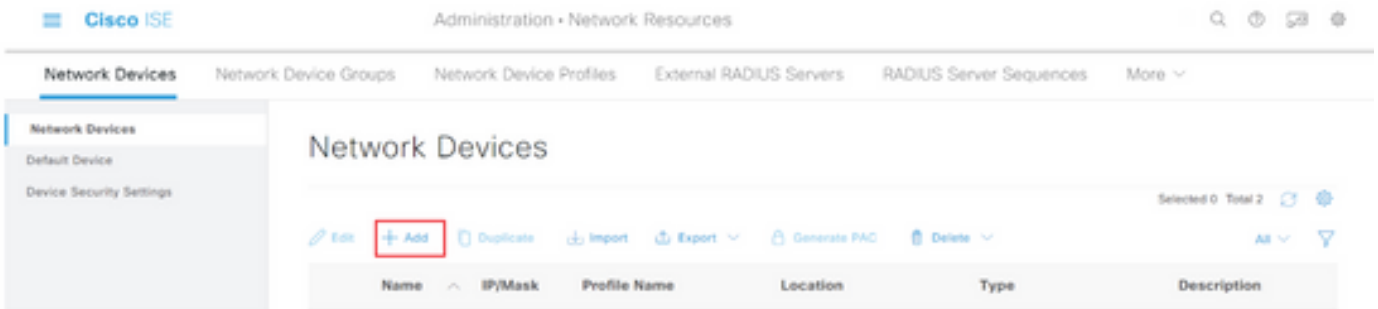 Cisco ISE Administration • Network Resources
Network Devices Network Device Groups Network Device Profiles External RADIUS Servers RADIUS Server Sequences More
Network Devices
Default Device
Device Security Settings
Network Devices
Selected 0 Total 2
Edit Add Duplicate Import Export Generate PAC Delete All
Name IP/Mask Profile Name Location Type Description